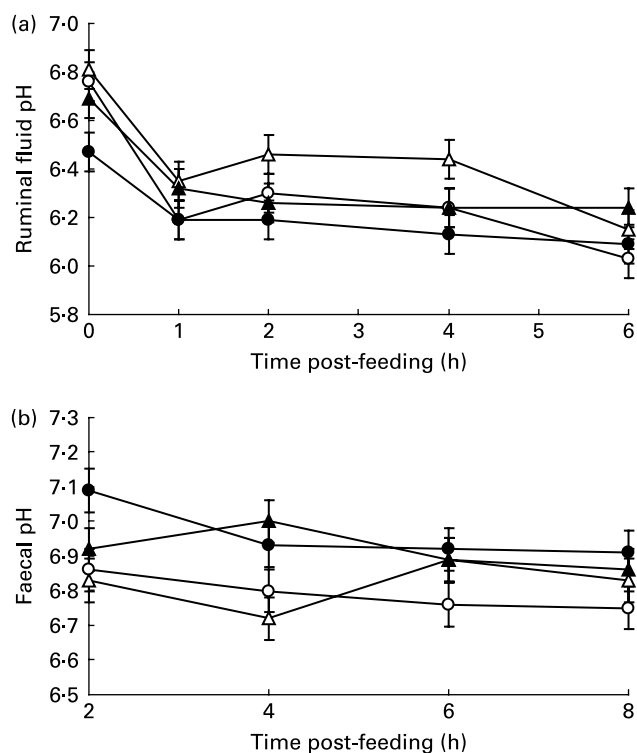 (a)
7·0
6·8
6·6
6·4
6·2
6·0
5·8
Ruminal fluid pH
0 1 2 3 4 5 6
Time post-feeding (h)
(b)
7·3
7·2
7·1
7·0
6·9
6·8
6·7
6·6
6·5
Faecal pH
2 4 6 8
Time post-feeding (h)